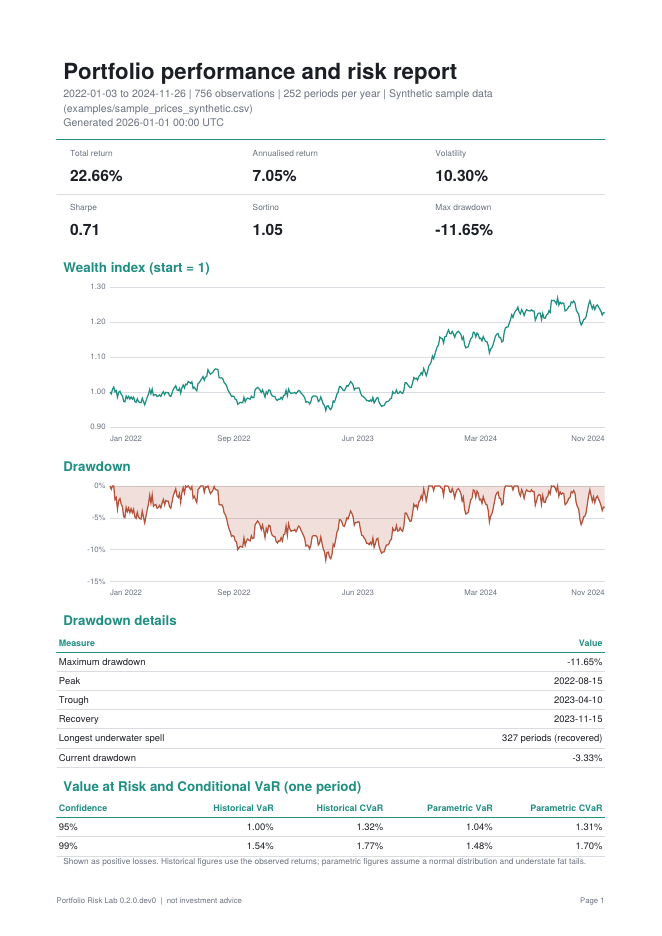 Portfolio performance and risk report
2022-01-03 to 2024-11-26 | 756 observations | 252 periods per year | Synthetic sample data
(examples/sample_prices_synthetic.csv)
Generated 2026-01-01 00:00 UTC
Total return Annualised return Volatility
22.66% 7.05% 10.30%
Sharpe Sortino Max drawdown
0.71 1.05 -11.65%
Wealth index (start = 1)
1.30
1.20
1.10
1.00
0.90
Jan 2022 Sep 2022 Jun 2023 Mar 2024 Nov 2024
Drawdown
0%
-5%
-10%
-15%
Jan 2022 Sep 2022 Jun 2023 Mar 2024 Nov 2024
Drawdown details
Measure Value
Maximum drawdown -11.65%
Peak 2022-08-15
Trough 2023-04-10
Recovery 2023-11-15
Longest underwater spell 327 periods (recovered)
Current drawdown -3.33%
Value at Risk and Conditional VaR (one period)
Confidence Historical VaR Historical CVaR Parametric VaR Parametric CVaR
95% 1.00% 1.32% 1.04% 1.31%
99% 1.54% 1.77% 1.48% 1.70%
Shown as positive losses. Historical figures use the observed returns; parametric figures assume a normal distribution and understate fat tails.
Portfolio Risk Lab 0.2.0.dev0 | not investment advice Page 1